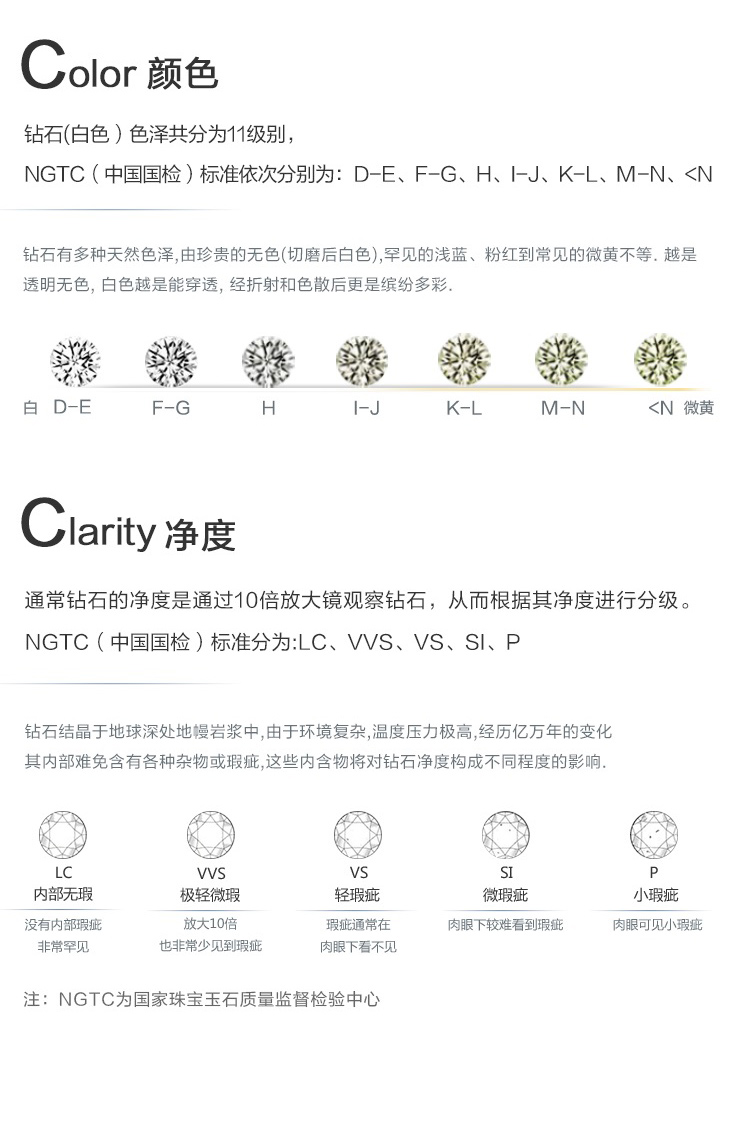 Color 颜色
钻石(白色）色泽共分为11级别，
NGTC（中国国检）标准依次分别为：D-E、F-G、H、I-J、K-L、M-N、<N
钻石有多种天然色泽,由珍贵的无色(切磨后白色),罕见的浅蓝、粉红到常见的微黄不等. 越是
透明无色, 白色越是能穿透, 经折射和色散后更是缤纷多彩.
白 D-E F-G H I-J K-L M-N <N 微黄
Clarity 净度
通常钻石的净度是通过10倍放大镜观察钻石，从而根据其净度进行分级。
NGTC（中国国检）标准分为:LC、VVS、VS、SI、P
钻石结晶于地球深处地幔岩浆中,由于环境复杂,温度压力极高,经历亿万年的变化
其内部难免含有各种杂物或瑕疵,这些内含物将对钻石净度构成不同程度的影响.
LC VVS VS SI P
内部无瑕 极轻微瑕 轻瑕疵 微瑕疵 小瑕疵
没有内部瑕疵 放大10倍 瑕疵通常在 肉眼下较难看到瑕疵 肉眼可见小瑕疵
非常罕见 也非常少见到瑕疵 肉眼下看不见
注：NGTC为国家珠宝玉石质量监督检验中心